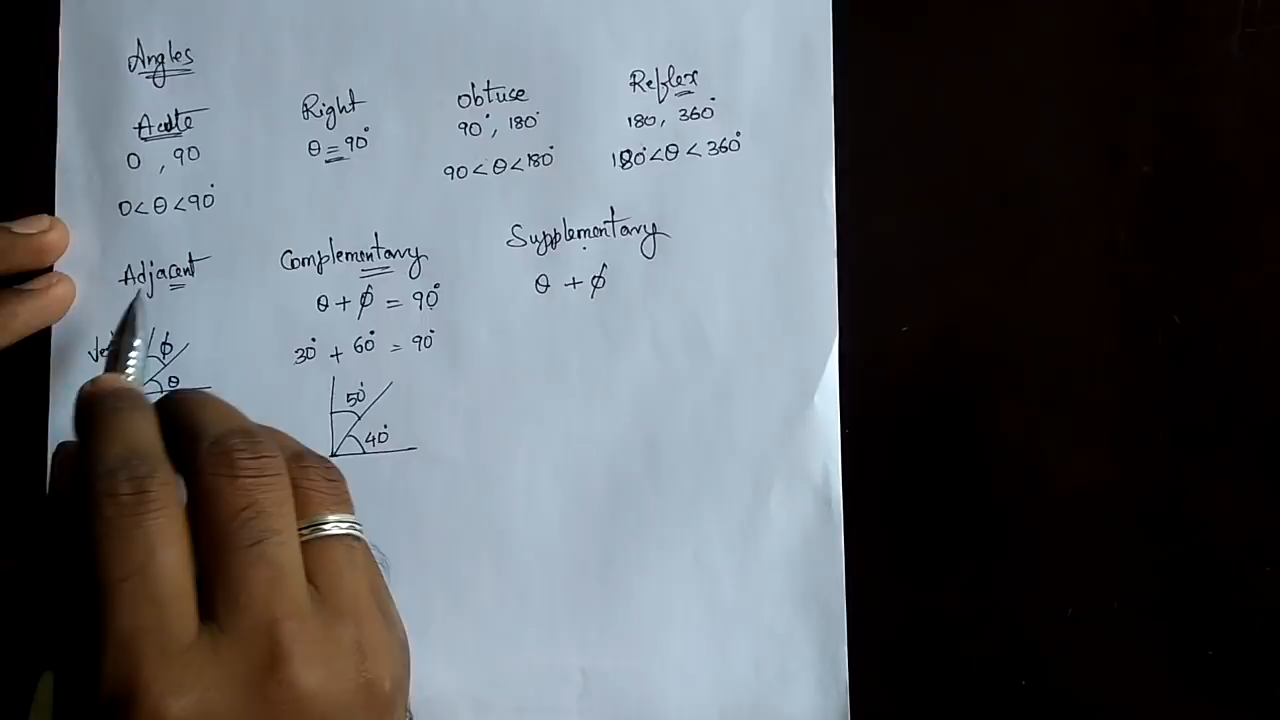 Angles
Acute
0 , 90
0 < θ < 90°
Right
θ = 90°
Obtuse
90°, 180°
90 < θ < 180°
Reflex
180, 360°
180° < θ < 360°
Adjacent
ϕ
θ
Complementary
θ + ϕ = 90°
30° + 60° = 90°
50°
40°
Supplementary
θ + ϕ